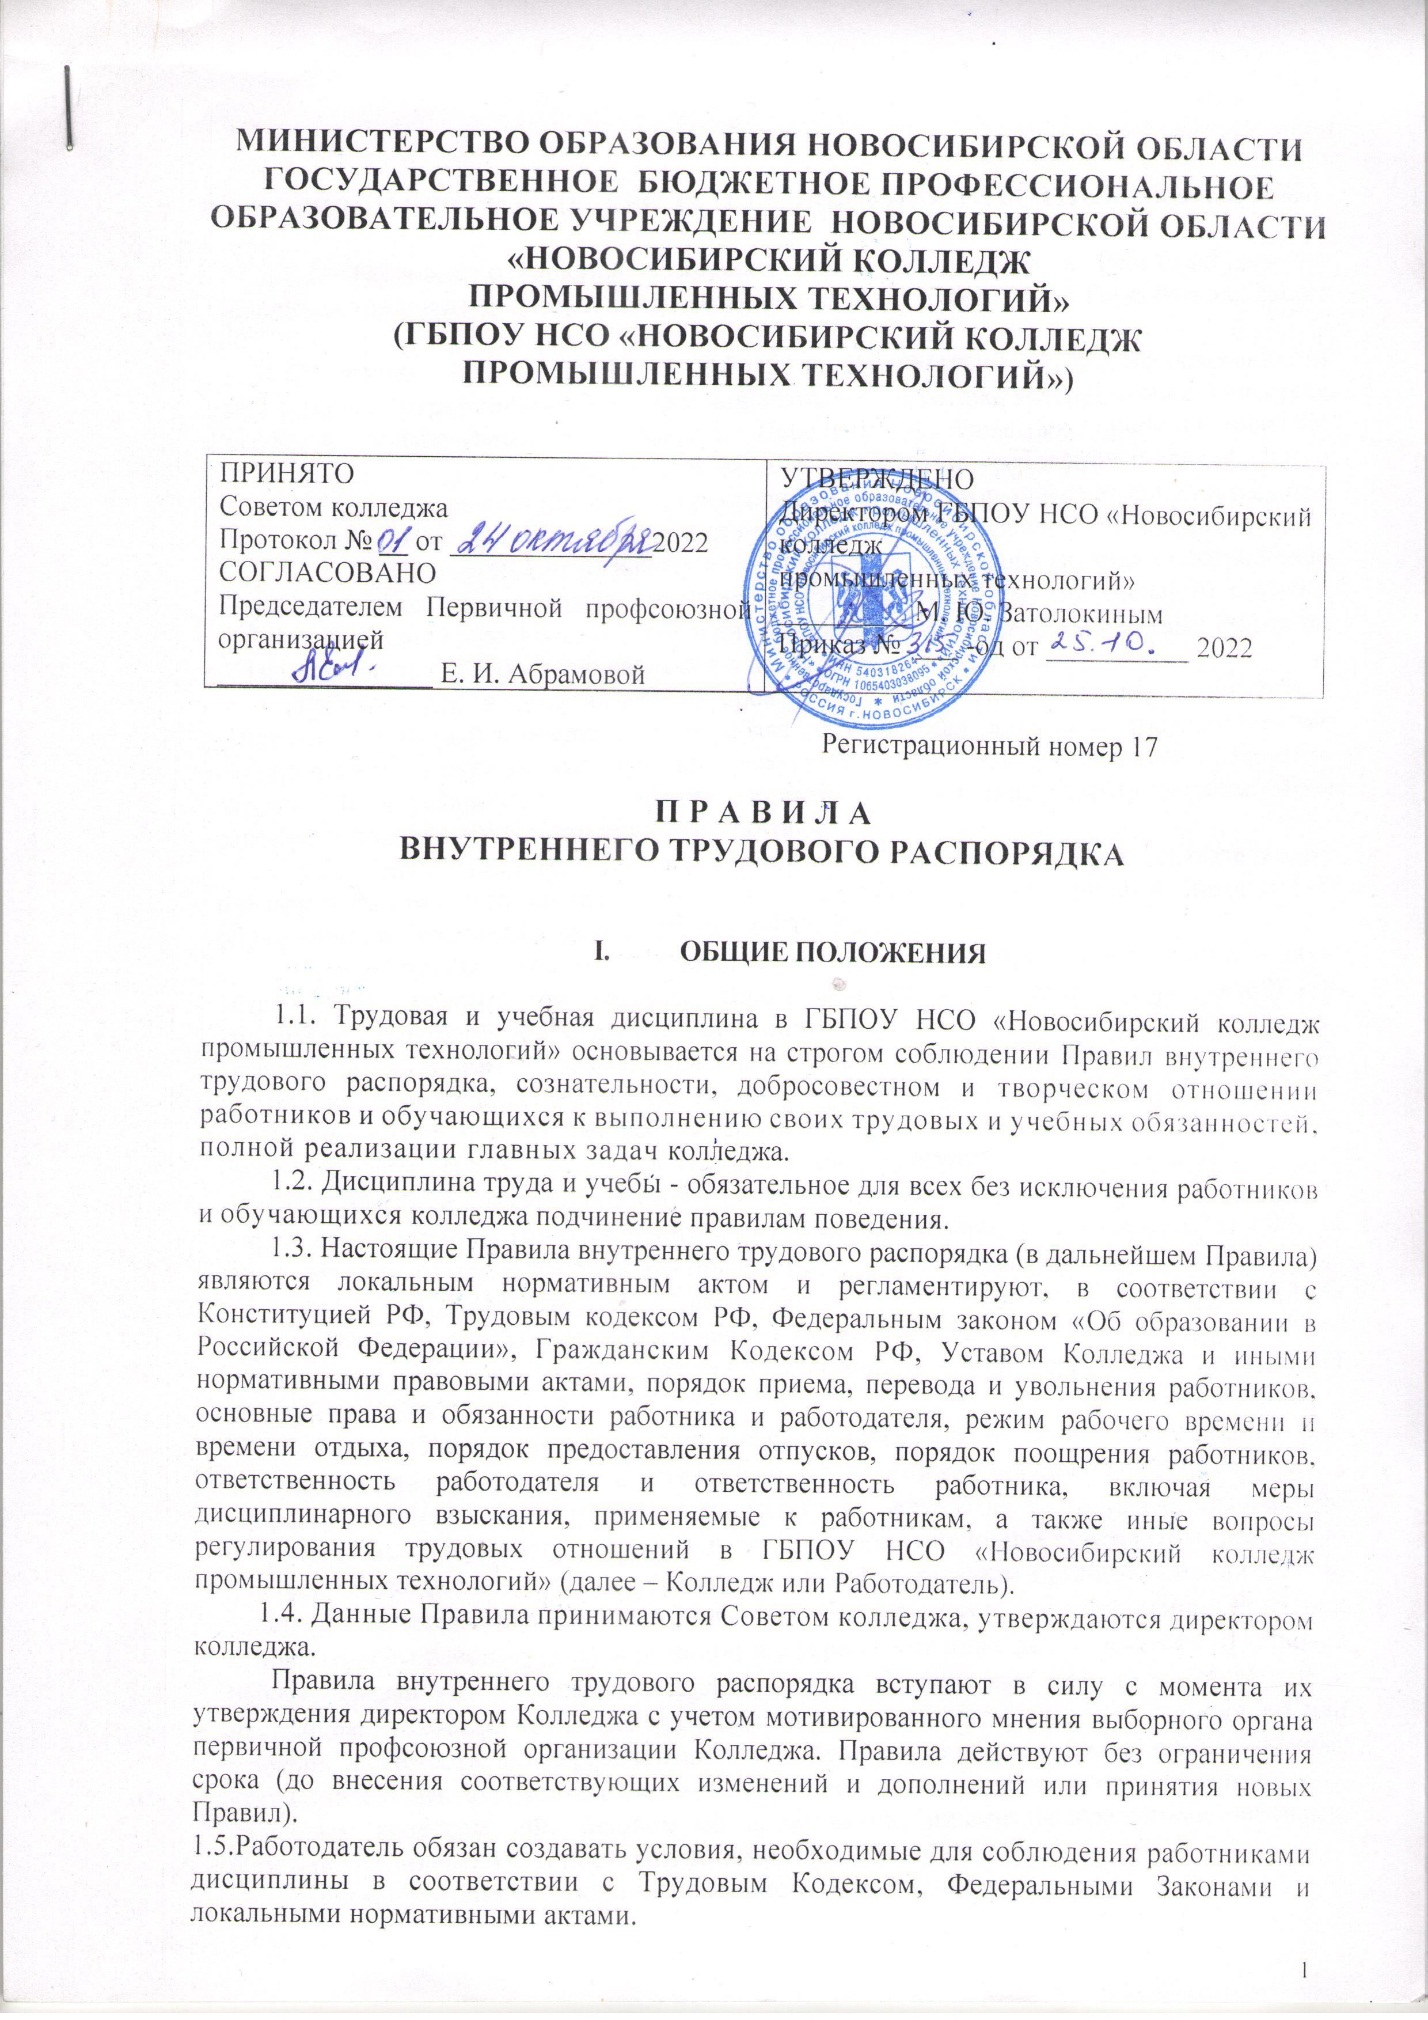 МИНИСТЕРСТВО ОБРАЗОВАНИЯ НОВОСИБИРСКОЙ ОБЛАСТИ
ГОСУДАРСТВЕННОЕ БЮДЖЕТНОЕ ПРОФЕССИОНАЛЬНОЕ
ОБРАЗОВАТЕЛЬНОЕ УЧРЕЖДЕНИЕ НОВОСИБИРСКОЙ ОБЛАСТИ
«НОВОСИБИРСКИЙ КОЛЛЕДЖ
ПРОМЫШЛЕННЫХ ТЕХНОЛОГИЙ»
(ГБПОУ НСО «НОВОСИБИРСКИЙ КОЛЛЕДЖ
ПРОМЫШЛЕННЫХ ТЕХНОЛОГИЙ»)
ПРИНЯТО
Советом колледжа
Протокол № 01 от 24 октября 2022
СОГЛАСОВАНО
Председателем Первичной профсоюзной
организацией
Е. И. Абрамовой
УТВЕРЖДЕНО
Директором ГБПОУ НСО «Новосибирский
колледж
промышленных технологий»
М. Ю. Затолокиным
Приказ № 315-од от 25.10. 2022
Регистрационный номер 17
П Р А В И Л А
ВНУТРЕННЕГО ТРУДОВОГО РАСПОРЯДКА
I. ОБЩИЕ ПОЛОЖЕНИЯ
1.1. Трудовая и учебная дисциплина в ГБПОУ НСО «Новосибирский колледж
промышленных технологий» основывается на строгом соблюдении Правил внутреннего
трудового распорядка, сознательности, добросовестном и творческом отношении
работников и обучающихся к выполнению своих трудовых и учебных обязанностей,
полной реализации главных задач колледжа.
1.2. Дисциплина труда и учебы - обязательное для всех без исключения работников
и обучающихся колледжа подчинение правилам поведения.
1.3. Настоящие Правила внутреннего трудового распорядка (в дальнейшем Правила)
являются локальным нормативным актом и регламентируют, в соответствии с
Конституцией РФ, Трудовым кодексом РФ, Федеральным законом «Об образовании в
Российской Федерации», Гражданским Кодексом РФ, Уставом Колледжа и иными
нормативными правовыми актами, порядок приема, перевода и увольнения работников,
основные права и обязанности работника и работодателя, режим рабочего времени и
времени отдыха, порядок предоставления отпусков, порядок поощрения работников,
ответственность работодателя и ответственность работника, включая меры
дисциплинарного взыскания, применяемые к работникам, а также иные вопросы
регулирования трудовых отношений в ГБПОУ НСО «Новосибирский колледж
промышленных технологий» (далее – Колледж или Работодатель).
1.4. Данные Правила принимаются Советом колледжа, утверждаются директором
колледжа.
Правила внутреннего трудового распорядка вступают в силу с момента их
утверждения директором Колледжа с учетом мотивированного мнения выборного органа
первичной профсоюзной организации Колледжа. Правила действуют без ограничения
срока (до внесения соответствующих изменений и дополнений или принятия новых
Правил).
1.5.Работодатель обязан создавать условия, необходимые для соблюдения работниками
дисциплины в соответствии с Трудовым Кодексом, Федеральными Законами и
локальными нормативными актами.
1